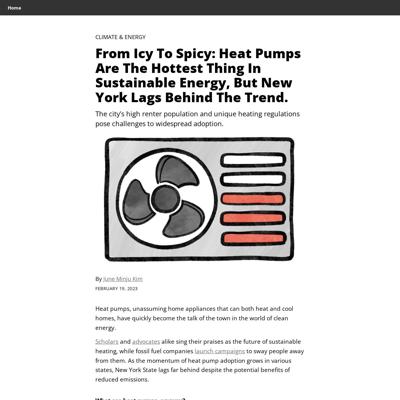 Home
CLIMATE & ENERGY
From Icy To Spicy: Heat Pumps
Are The Hottest Thing In
Sustainable Energy, But New
York Lags Behind The Trend.
The city's high renter population and unique heating regulations
pose challenges to widespread adoption.
By June Minju Kim
FEBRUARY 19, 2023
Heat pumps, unassuming home appliances that can both heat and cool
homes, have quickly become the talk of the town in the world of clean
energy.
Scholars and advocates alike sing their praises as the future of sustainable
heating, while fossil fuel companies launch campaigns to sway people away
from them. As the momentum of heat pump adoption grows in various
states, New York State lags far behind despite the potential benefits of
reduced emissions.